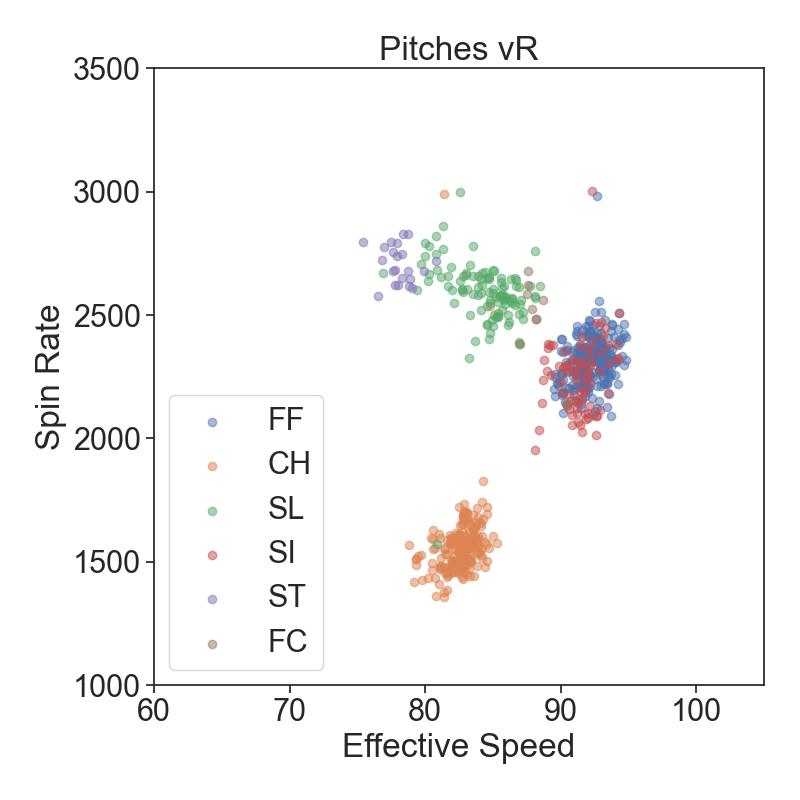 Pitches vR
3500
3000
2500
2000
1500
1000
Spin Rate
FF
CH
SL
SI
ST
FC
60 70 80 90 100
Effective Speed